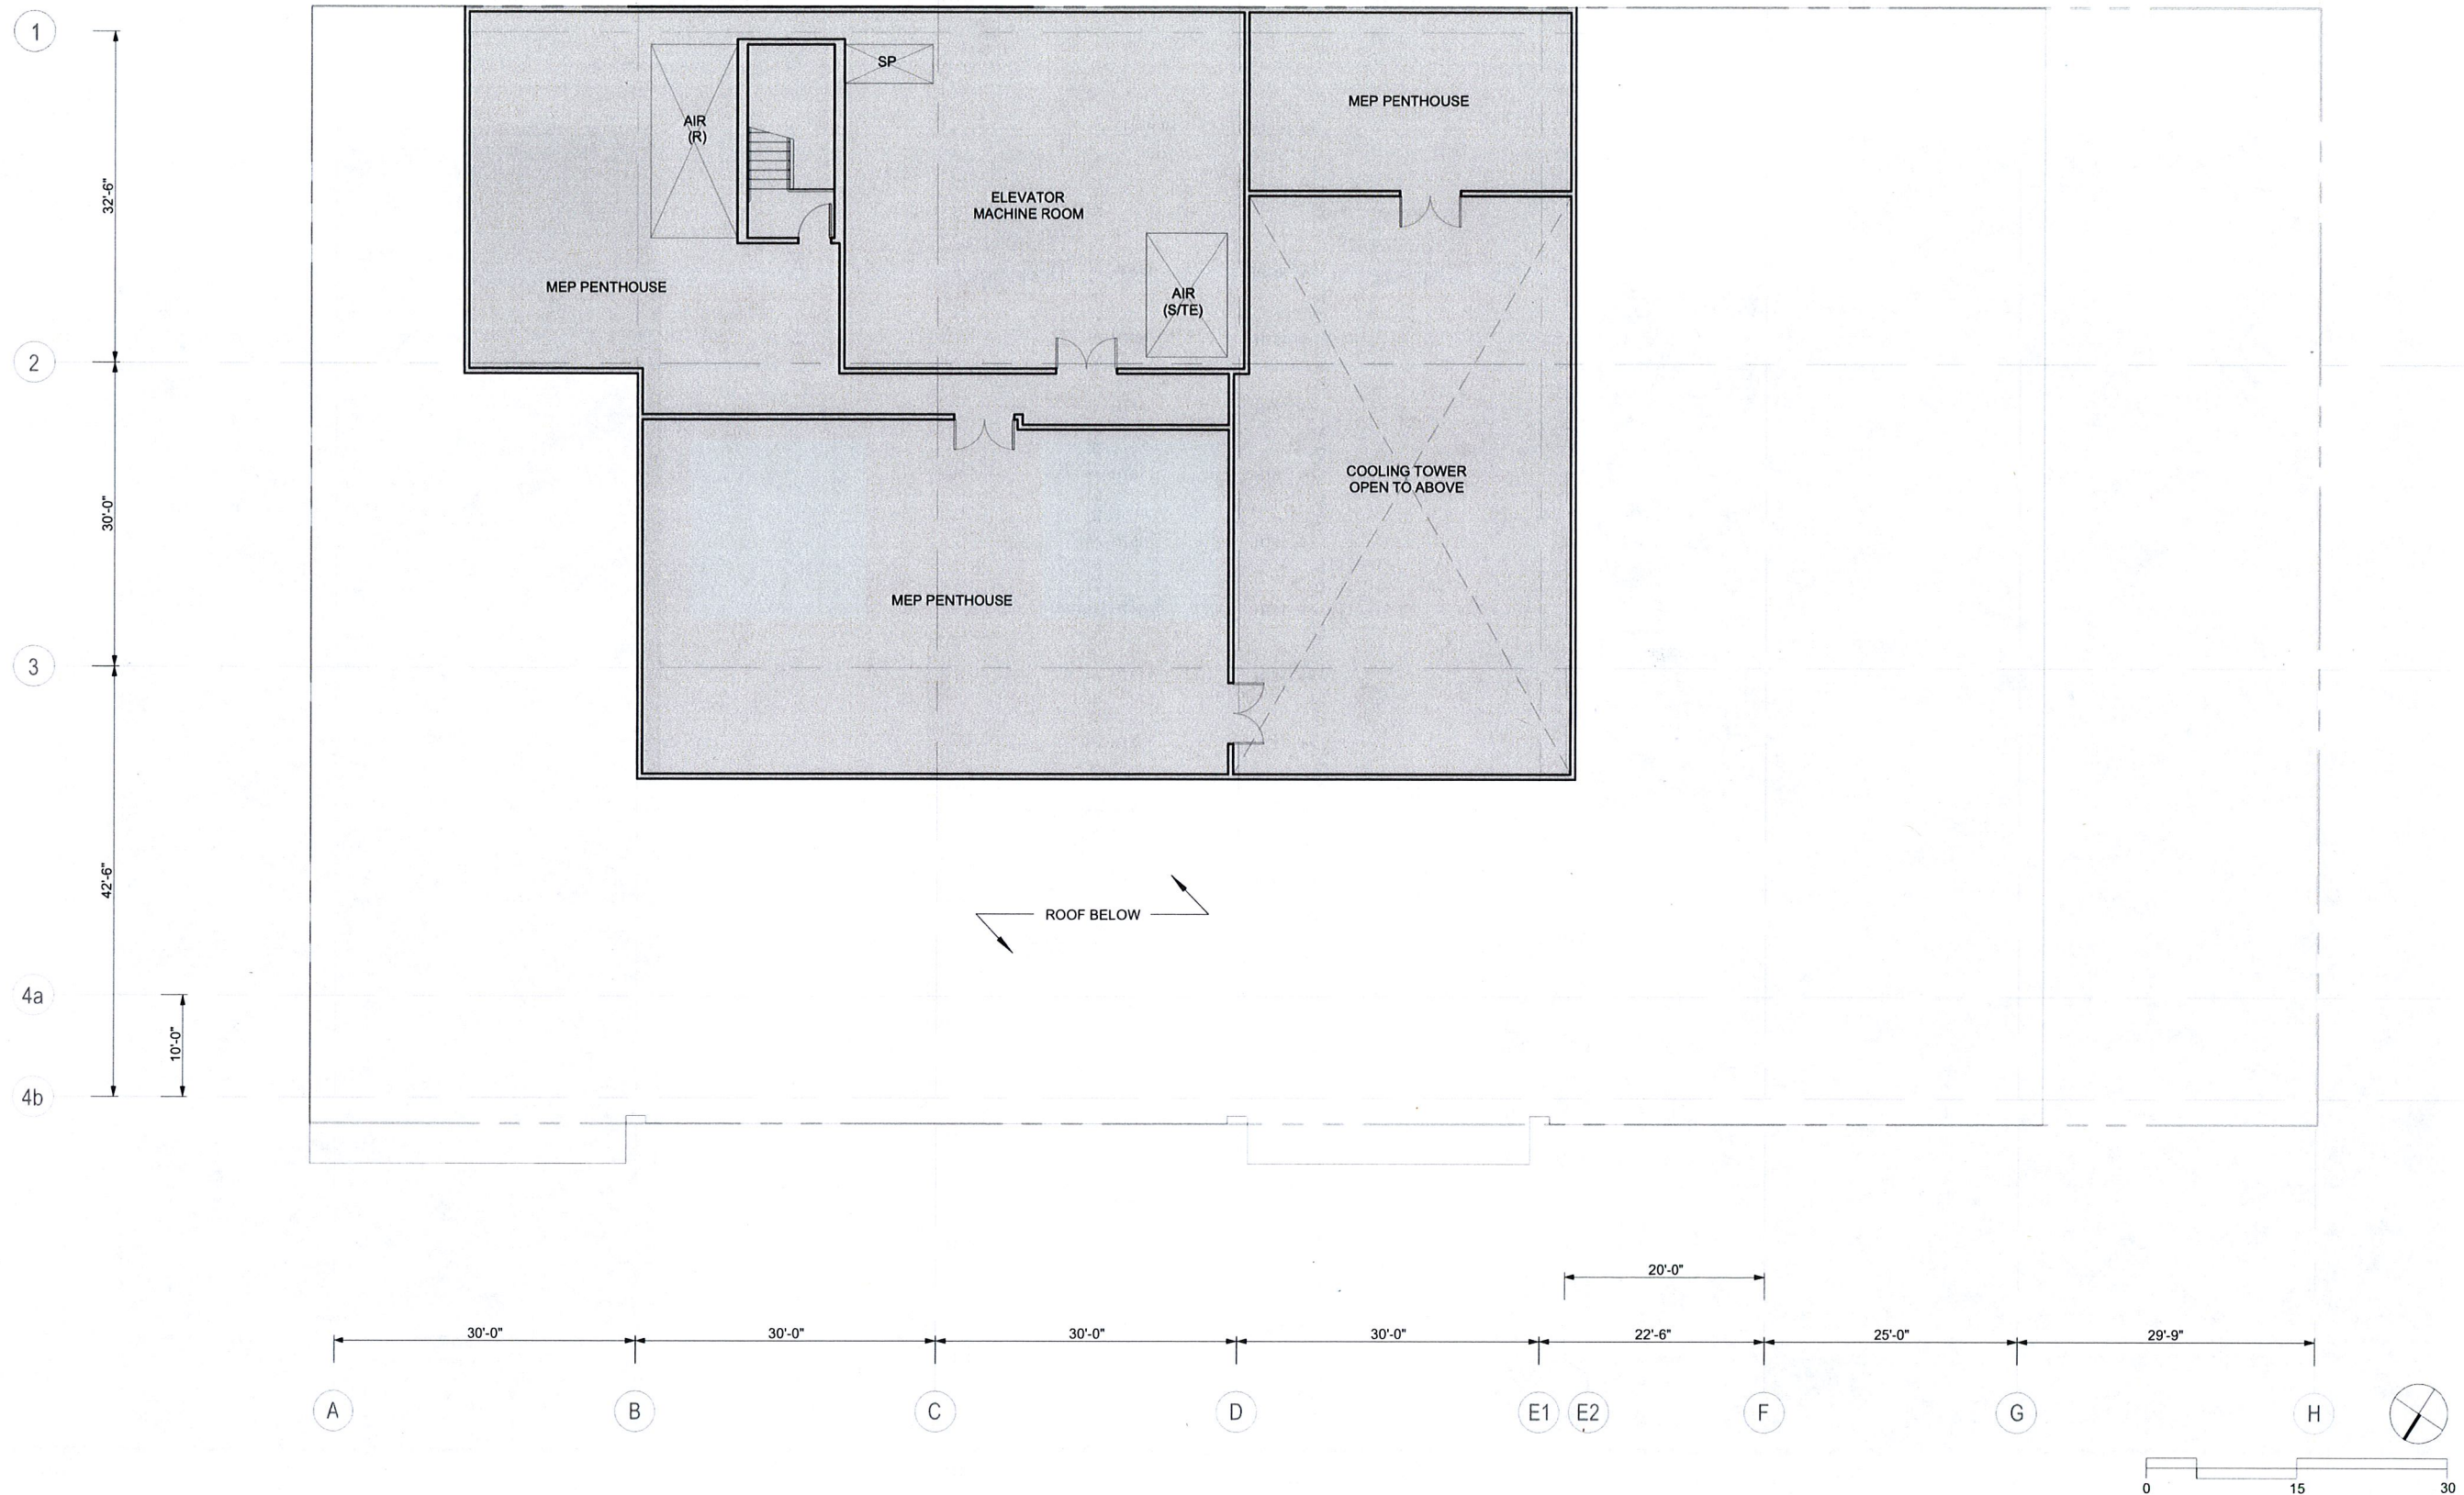 1
SP
MEP PENTHOUSE
AIR
(R)
32'-6"
ELEVATOR
MACHINE ROOM
MEP PENTHOUSE
AIR
(S/TE)
2
COOLING TOWER
OPEN TO ABOVE
30'-0"
MEP PENTHOUSE
3
42'-6"
ROOF BELOW
4a
10'-0"
4b
20'-0"
30'-0" 30'-0" 30'-0" 30'-0" 22'-6" 25'-0" 29'-9"
A B C D E1 E2 F G H
0 15 30